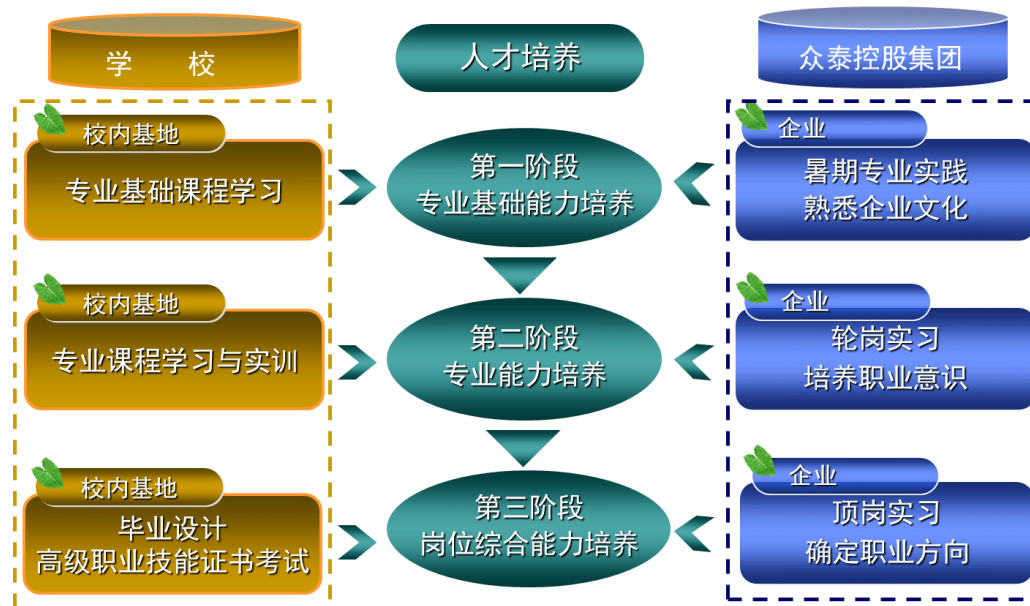 学 校
人才培养
众泰控股集团
校内基地
专业基础课程学习
第一阶段
专业基础能力培养
企业
暑期专业实践
熟悉企业文化
校内基地
专业课程学习与实训
第二阶段
专业能力培养
企业
轮岗实习
培养职业意识
校内基地
毕业设计
高级职业技能证书考试
第三阶段
岗位综合能力培养
企业
顶岗实习
确定职业方向